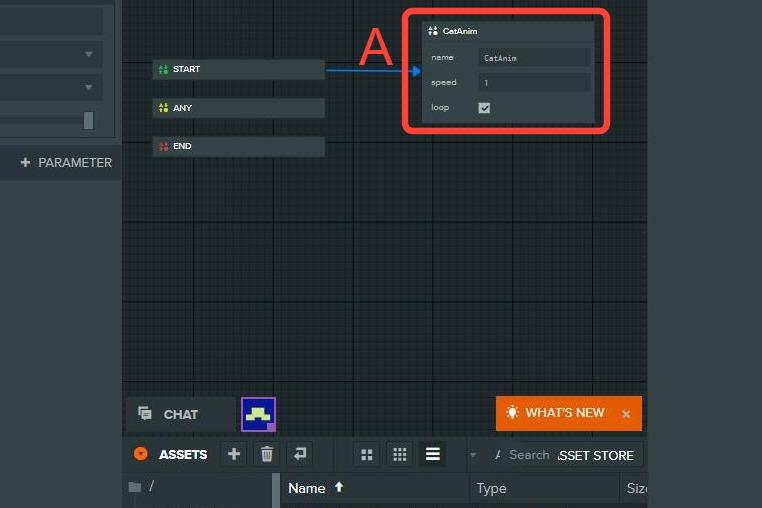 A
CatAnim
name CatAnim
START
speed 1
ANY
loop
END
+ PARAMETER
CHAT
WHAT'S NEW ×
ASSETS
Search
SSET STORE
/
Name
Type
Size